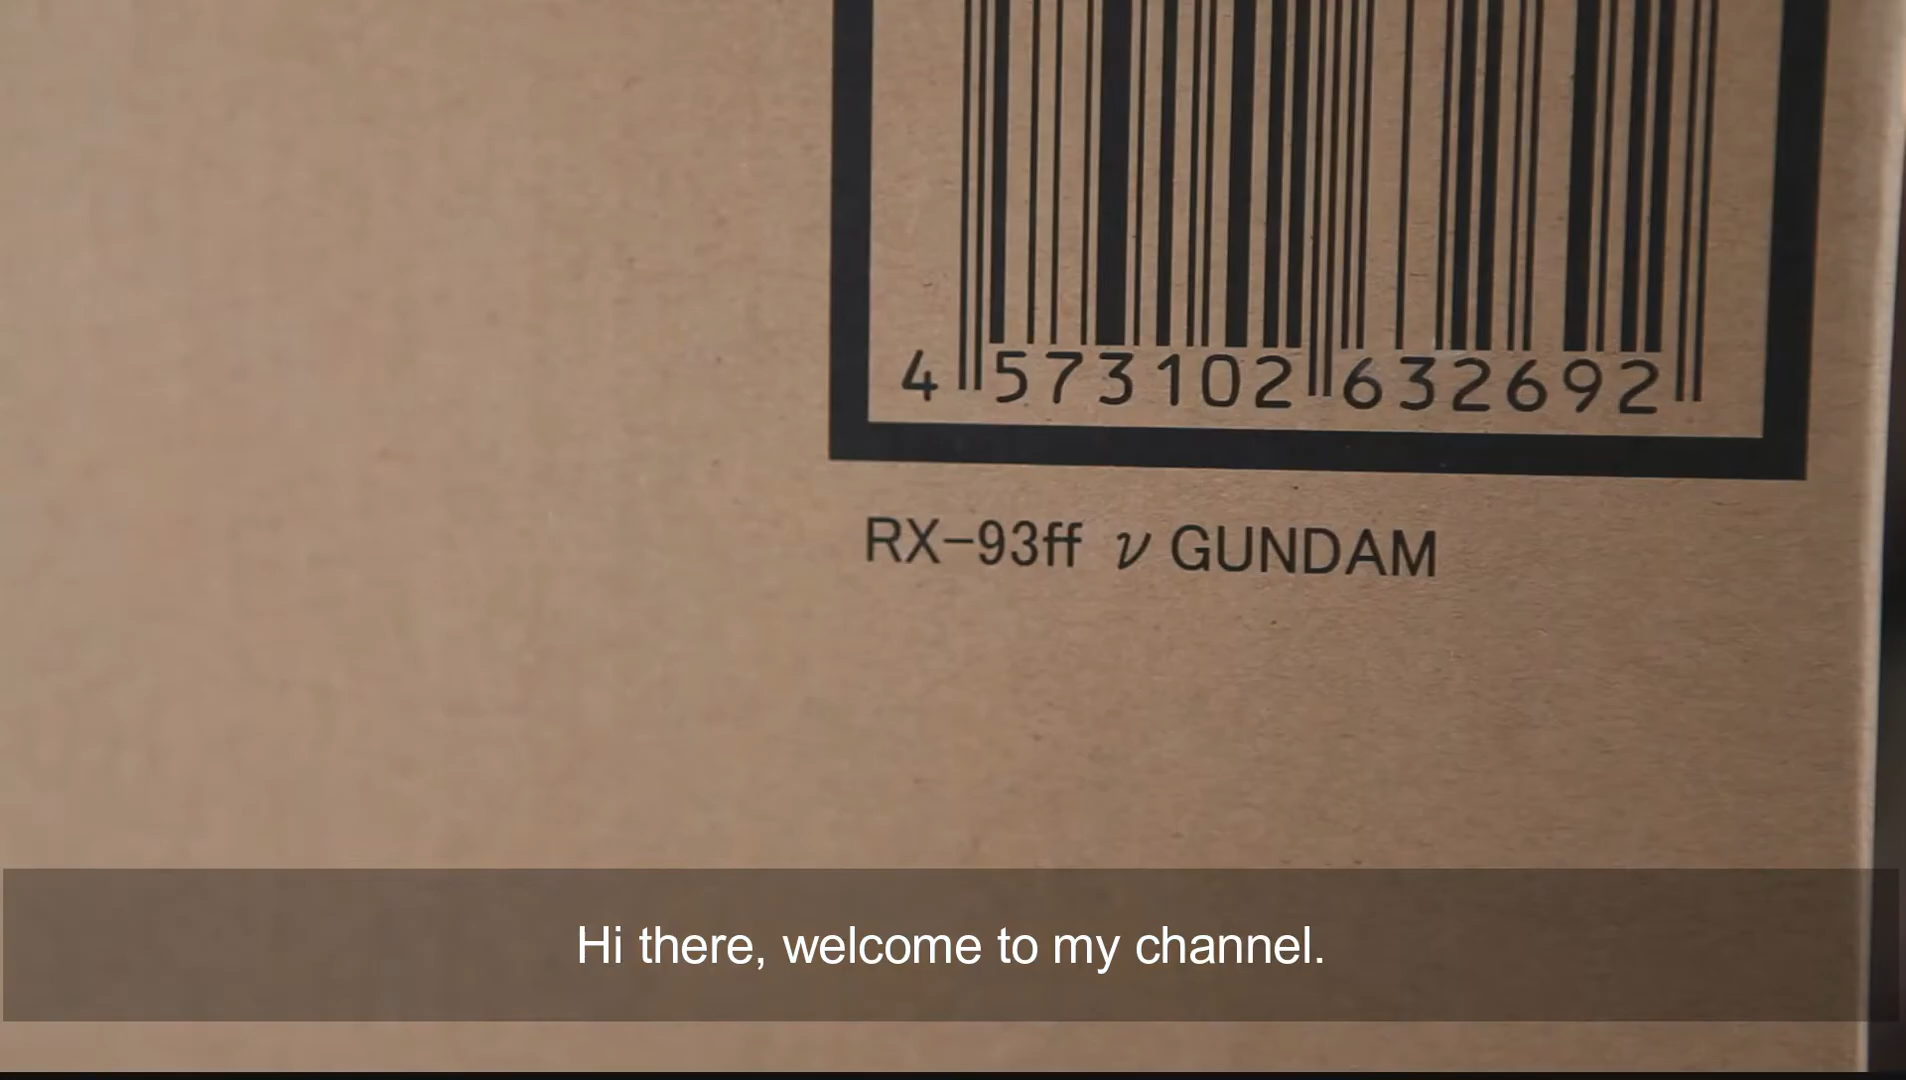 4 573102 632692
RX-93ff ν GUNDAM
Hi there, welcome to my channel.